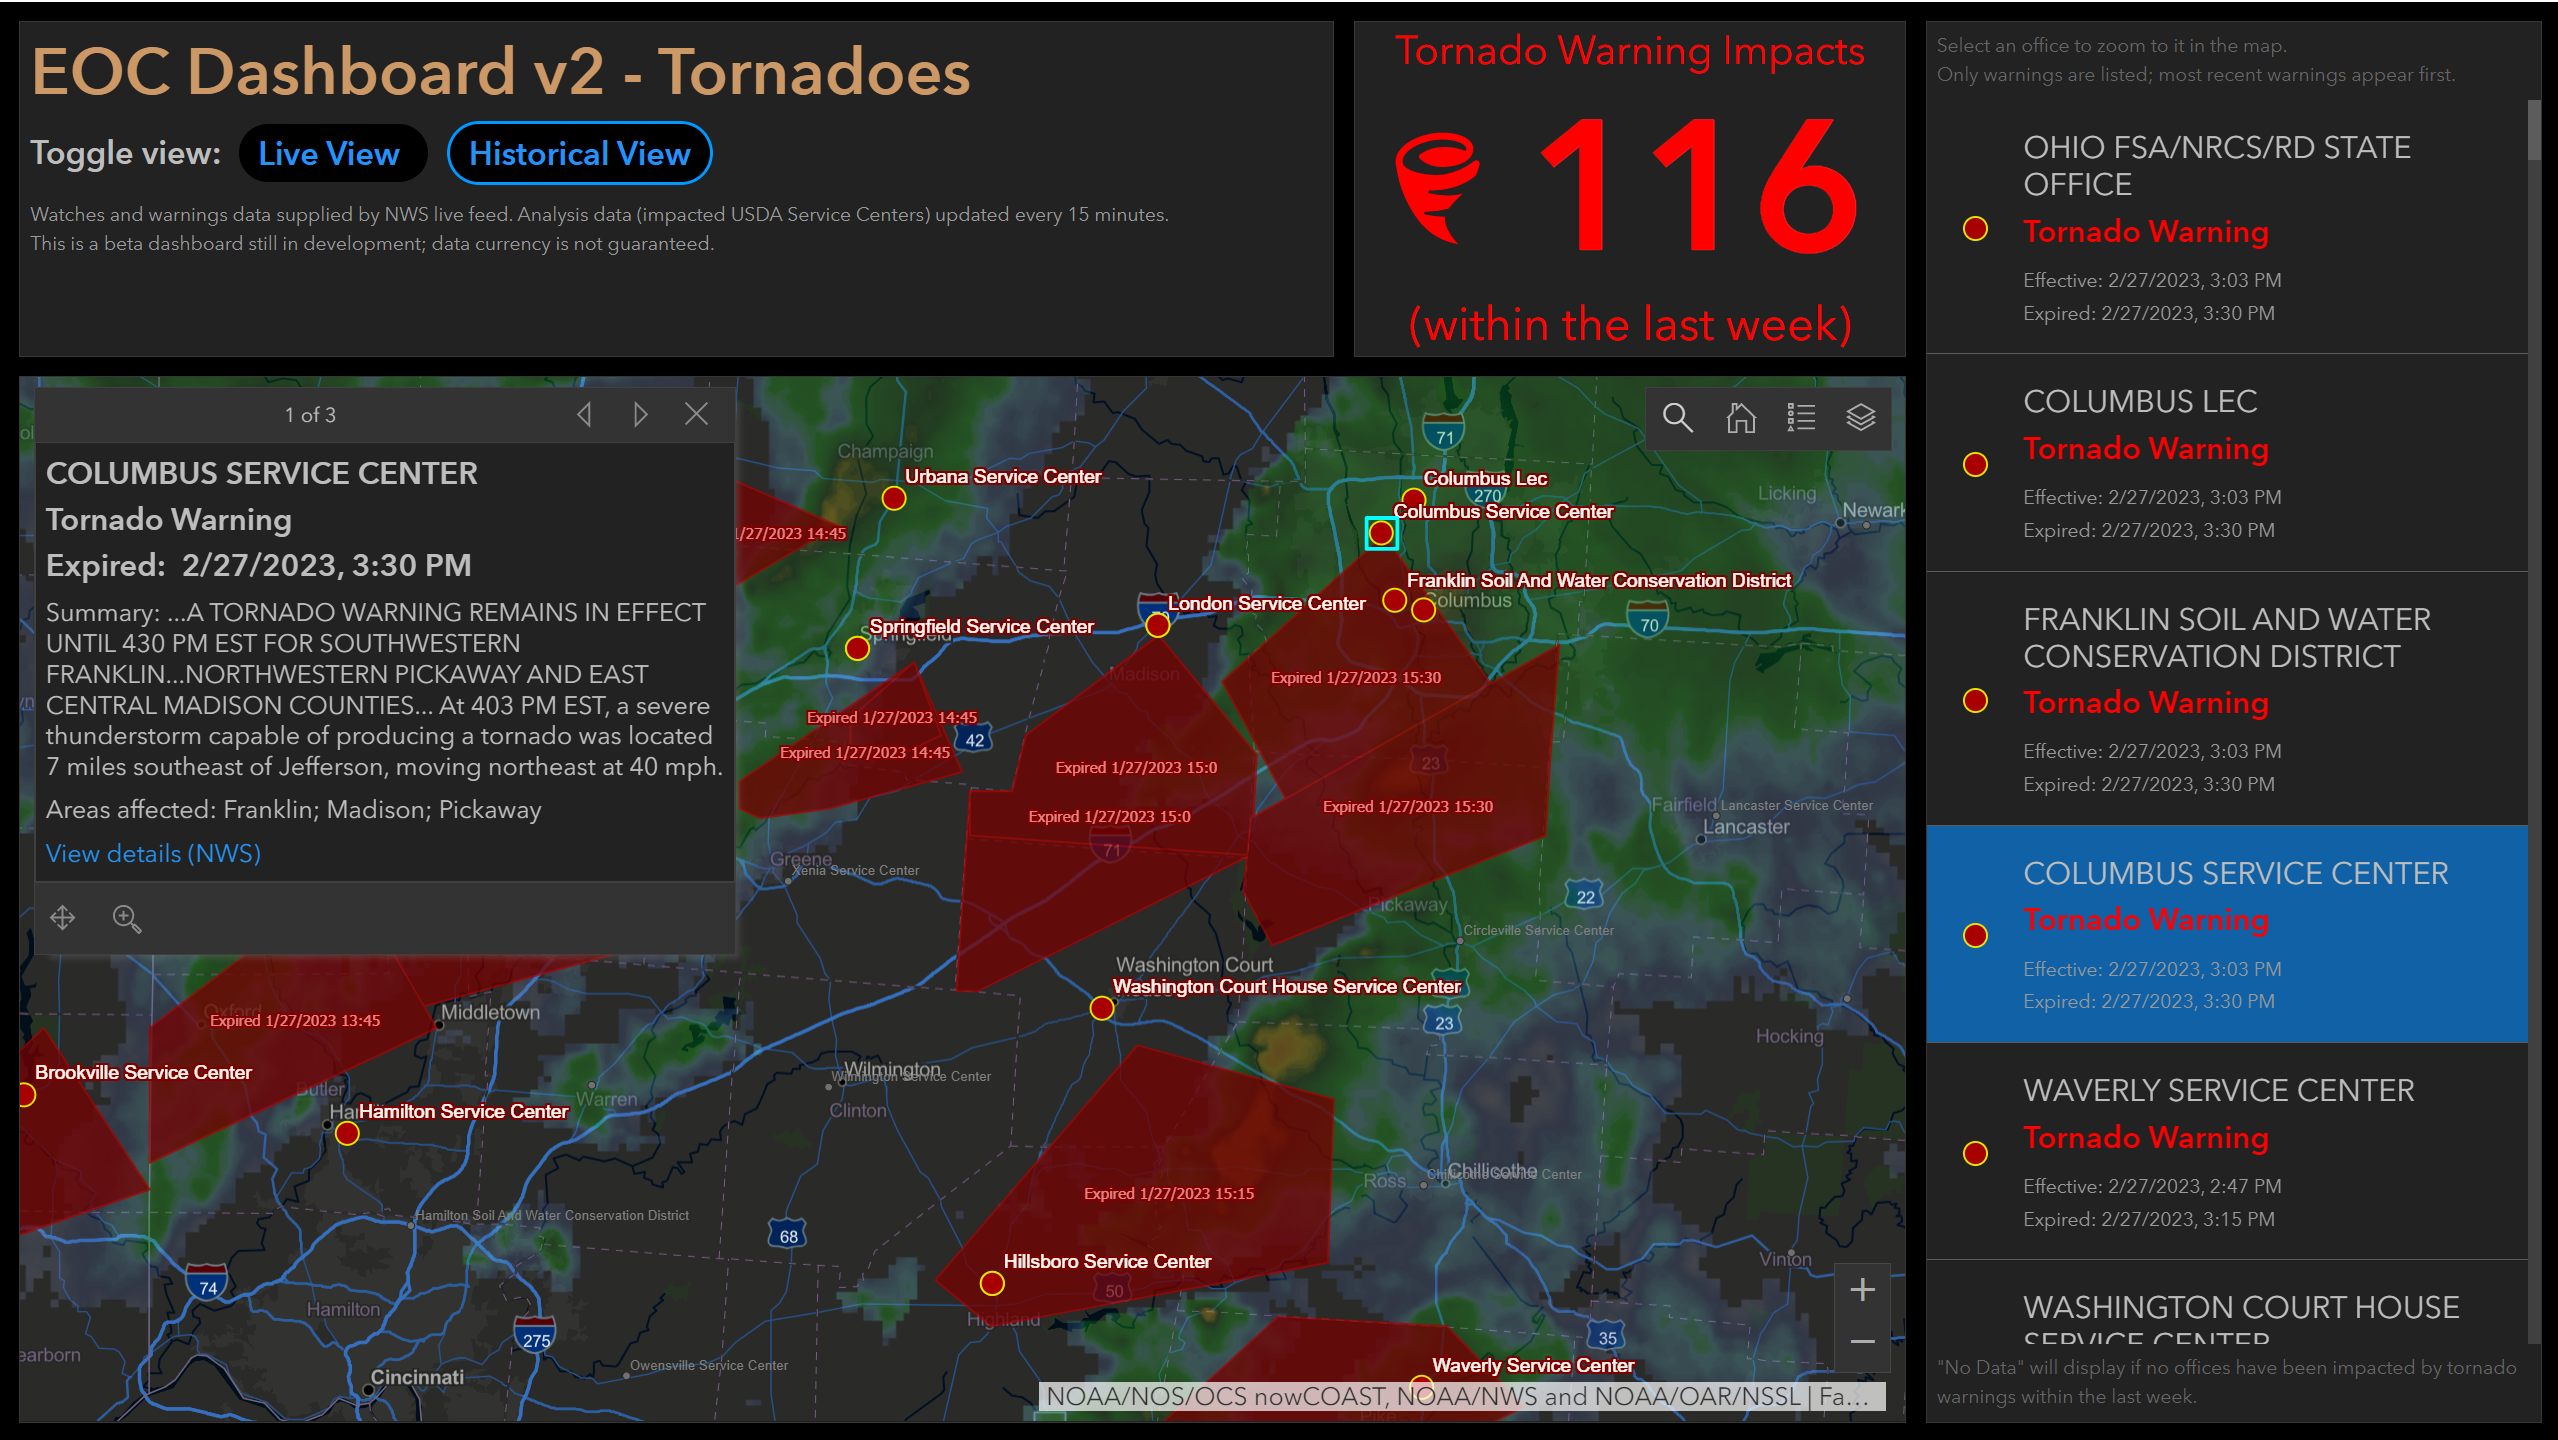 EOC Dashboard v2 - Tornadoes
Toggle view: Live View Historical View
Watches and warnings data supplied by NWS live feed. Analysis data (impacted USDA Service Centers) updated every 15 minutes.
This is a beta dashboard still in development; data currency is not guaranteed.
Tornado Warning Impacts
116
(within the last week)
Select an office to zoom to it in the map.
Only warnings are listed; most recent warnings appear first.
OHIO FSA/NRCS/RD STATE
OFFICE
Tornado Warning
Effective: 2/27/2023, 3:03 PM
Expired: 2/27/2023, 3:30 PM
COLUMBUS LEC
Tornado Warning
Effective: 2/27/2023, 3:03 PM
Expired: 2/27/2023, 3:30 PM
FRANKLIN SOIL AND WATER
CONSERVATION DISTRICT
Tornado Warning
Effective: 2/27/2023, 3:03 PM
Expired: 2/27/2023, 3:30 PM
COLUMBUS SERVICE CENTER
Tornado Warning
Effective: 2/27/2023, 3:03 PM
Expired: 2/27/2023, 3:30 PM
WAVERLY SERVICE CENTER
Tornado Warning
Effective: 2/27/2023, 2:47 PM
Expired: 2/27/2023, 3:15 PM
WASHINGTON COURT HOUSE
SERVICE CENTER
"No Data" will display if no offices have been impacted by tornado
warnings within the last week.
1 of 3
COLUMBUS SERVICE CENTER
Tornado Warning
Expired: 2/27/2023, 3:30 PM
Summary: ...A TORNADO WARNING REMAINS IN EFFECT
UNTIL 430 PM EST FOR SOUTHWESTERN
FRANKLIN...NORTHWESTERN PICKAWAY AND EAST
CENTRAL MADISON COUNTIES... At 403 PM EST, a severe
thunderstorm capable of producing a tornado was located
7 miles southeast of Jefferson, moving northeast at 40 mph.
Areas affected: Franklin; Madison; Pickaway
View details (NWS)
71
Champaign
Urbana Service Center
Columbus Lec
270
Licking
Newark
Columbus Service Center
1/27/2023 14:45
Franklin Soil And Water Conservation District
Columbus
London Service Center
Springfield Service Center
Springfield
70
Madison
Expired 1/27/2023 15:30
Expired 1/27/2023 14:45
42
Expired 1/27/2023 14:45
23
Expired 1/27/2023 15:0
Expired 1/27/2023 15:30
Expired 1/27/2023 15:0
Fairfield
Lancaster Service Center
Lancaster
71
Greene
Xenia Service Center
22
Pickaway
Circleville Service Center
Washington Court
Washington Court House Service Center
Oxford
Expired 1/27/2023 13:45
Middletown
23
Hocking
Brookville Service Center
Wilmington
Wilmington Service Center
Butler
Warren
Clinton
Hamilton Service Center
Chillicothe
Chillicothe Service Center
Ross
Expired 1/27/2023 15:15
Hamilton Soil And Water Conservation District
68
Hillsboro Service Center
Vinton
74
50
Hamilton
Highland
275
35
earborn
Owensville Service Center
Waverly Service Center
Cincinnati
NOAA/NOS/OCS nowCOAST, NOAA/NWS and NOAA/OAR/NSSL | Fa...
Pike